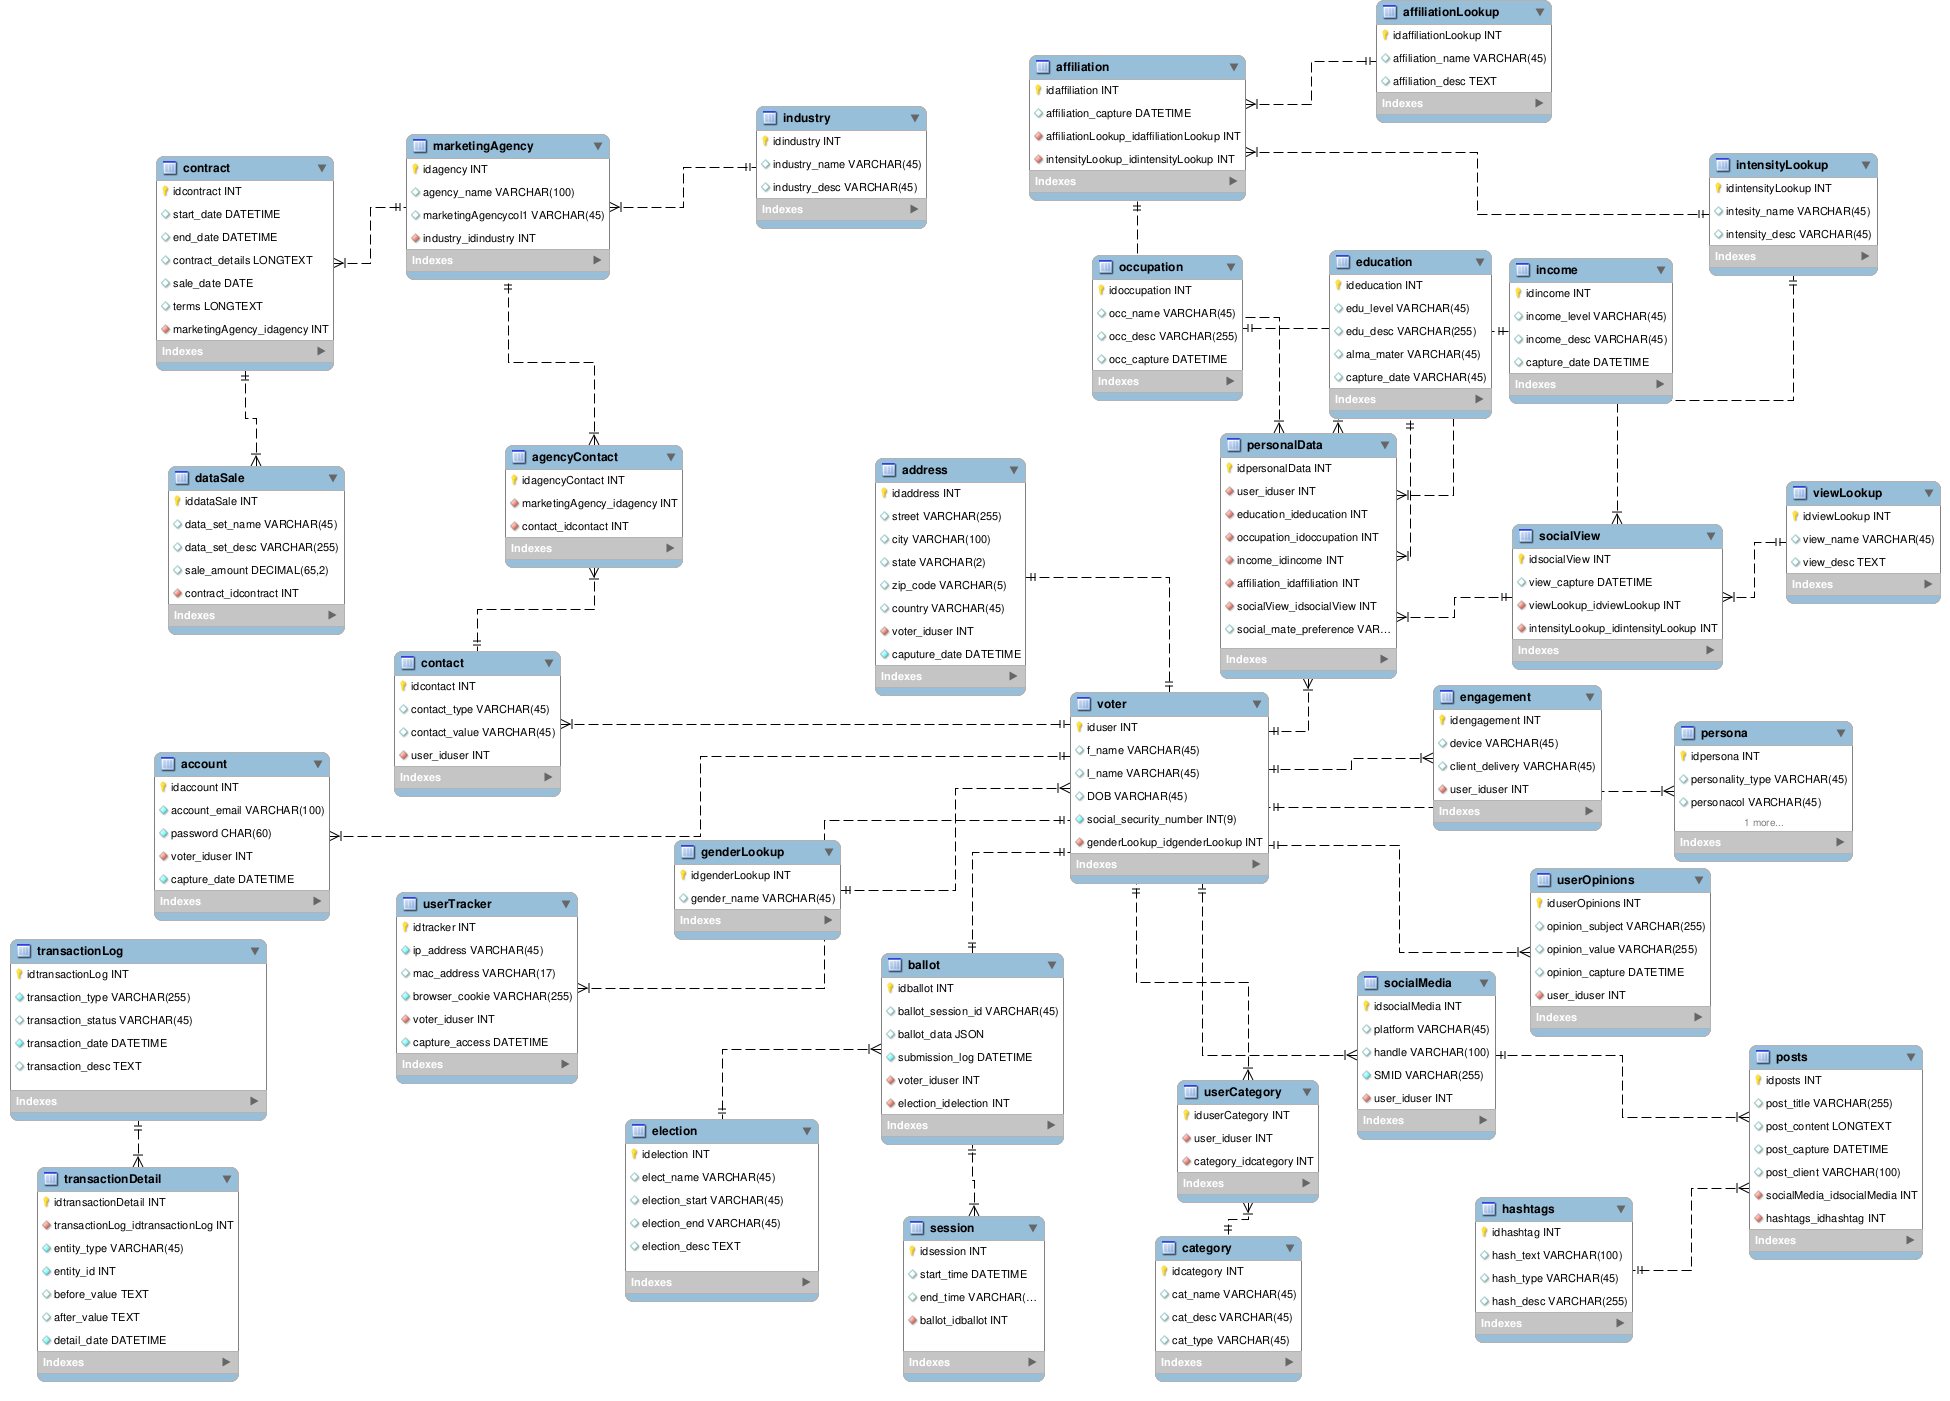 affiliationLookup
idaffiliationLookup INT
affiliation_name VARCHAR(45)
affiliation_desc TEXT
Indexes
affiliation
idaffiliation INT
affiliation_capture DATETIME
affiliationLookup_idaffiliationLookup INT
intensityLookup_idintensityLookup INT
Indexes
industry
idindustry INT
industry_name VARCHAR(45)
industry_desc VARCHAR(45)
Indexes
marketingAgency
idagency INT
agency_name VARCHAR(100)
marketingAgencycol1 VARCHAR(45)
industry_idindustry INT
Indexes
contract
idcontract INT
start_date DATETIME
end_date DATETIME
contract_details LONGTEXT
sale_date DATE
terms LONGTEXT
marketingAgency_idagency INT
Indexes
intensityLookup
idintensityLookup INT
intesity_name VARCHAR(45)
intensity_desc VARCHAR(45)
Indexes
occupation
idoccupation INT
occ_name VARCHAR(45)
occ_desc VARCHAR(255)
occ_capture DATETIME
Indexes
education
ideducation INT
edu_level VARCHAR(45)
edu_desc VARCHAR(255)
alma_mater VARCHAR(45)
capture_date VARCHAR(45)
Indexes
income
idincome INT
income_level VARCHAR(45)
income_desc VARCHAR(45)
capture_date DATETIME
Indexes
dataSale
iddataSale INT
data_set_name VARCHAR(45)
data_set_desc VARCHAR(255)
sale_amount DECIMAL(65,2)
contract_idcontract INT
Indexes
agencyContact
idagencyContact INT
marketingAgency_idagency INT
contact_idcontact INT
Indexes
address
idaddress INT
street VARCHAR(255)
city VARCHAR(100)
state VARCHAR(2)
zip_code VARCHAR(5)
country VARCHAR(45)
voter_iduser INT
caputure_date DATETIME
Indexes
personalData
idpersonalData INT
user_iduser INT
education_ideducation INT
occupation_idoccupation INT
income_idincome INT
affiliation_idaffiliation INT
socialView_idsocialView INT
social_mate_preference VAR...
Indexes
socialView
idsocialView INT
view_capture DATETIME
viewLookup_idviewLookup INT
intensityLookup_idintensityLookup INT
Indexes
viewLookup
idviewLookup INT
view_name VARCHAR(45)
view_desc TEXT
Indexes
contact
idcontact INT
contact_type VARCHAR(45)
contact_value VARCHAR(45)
user_iduser INT
Indexes
voter
iduser INT
f_name VARCHAR(45)
l_name VARCHAR(45)
DOB VARCHAR(45)
social_security_number INT(9)
genderLookup_idgenderLookup INT
Indexes
engagement
idengagement INT
device VARCHAR(45)
client_delivery VARCHAR(45)
user_iduser INT
Indexes
persona
idpersona INT
personality_type VARCHAR(45)
personacol VARCHAR(45)
1 more...
Indexes
account
idaccount INT
account_email VARCHAR(100)
password CHAR(60)
voter_iduser INT
capture_date DATETIME
Indexes
genderLookup
idgenderLookup INT
gender_name VARCHAR(45)
Indexes
userTracker
idtracker INT
ip_address VARCHAR(45)
mac_address VARCHAR(17)
browser_cookie VARCHAR(255)
voter_iduser INT
capture_access DATETIME
Indexes
userOpinions
iduserOpinions INT
opinion_subject VARCHAR(255)
opinion_value VARCHAR(255)
opinion_capture DATETIME
user_iduser INT
Indexes
transactionLog
idtransactionLog INT
transaction_type VARCHAR(255)
transaction_status VARCHAR(45)
transaction_date DATETIME
transaction_desc TEXT
Indexes
ballot
idballot INT
ballot_session_id VARCHAR(45)
ballot_data JSON
submission_log DATETIME
voter_iduser INT
election_idelection INT
Indexes
socialMedia
idsocialMedia INT
platform VARCHAR(45)
handle VARCHAR(100)
SMID VARCHAR(255)
user_iduser INT
Indexes
posts
idposts INT
post_title VARCHAR(255)
post_content LONGTEXT
post_capture DATETIME
post_client VARCHAR(100)
socialMedia_idsocialMedia INT
hashtags_idhashtag INT
Indexes
userCategory
iduserCategory INT
user_iduser INT
category_idcategory INT
Indexes
election
idelection INT
elect_name VARCHAR(45)
election_start VARCHAR(45)
election_end VARCHAR(45)
election_desc TEXT
Indexes
transactionDetail
idtransactionDetail INT
transactionLog_idtransactionLog INT
entity_type VARCHAR(45)
entity_id INT
before_value TEXT
after_value TEXT
detail_date DATETIME
Indexes
session
idsession INT
start_time DATETIME
end_time VARCHAR(...
ballot_idballot INT
Indexes
category
idcategory INT
cat_name VARCHAR(45)
cat_desc VARCHAR(45)
cat_type VARCHAR(45)
Indexes
hashtags
idhashtag INT
hash_text VARCHAR(100)
hash_type VARCHAR(45)
hash_desc VARCHAR(255)
Indexes